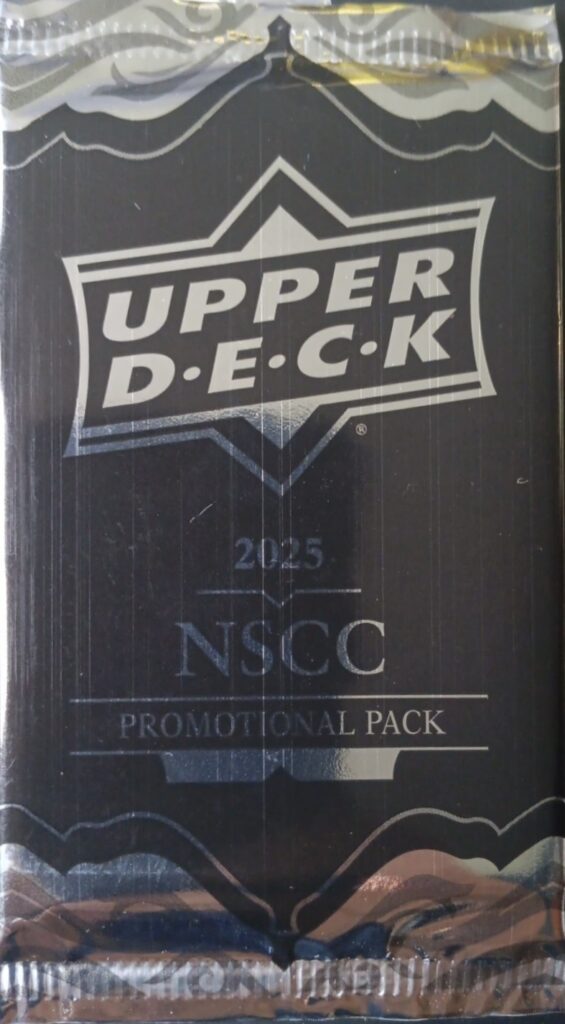 UPPER
D·E·C·K
®
2025
NSCC
PROMOTIONAL PACK